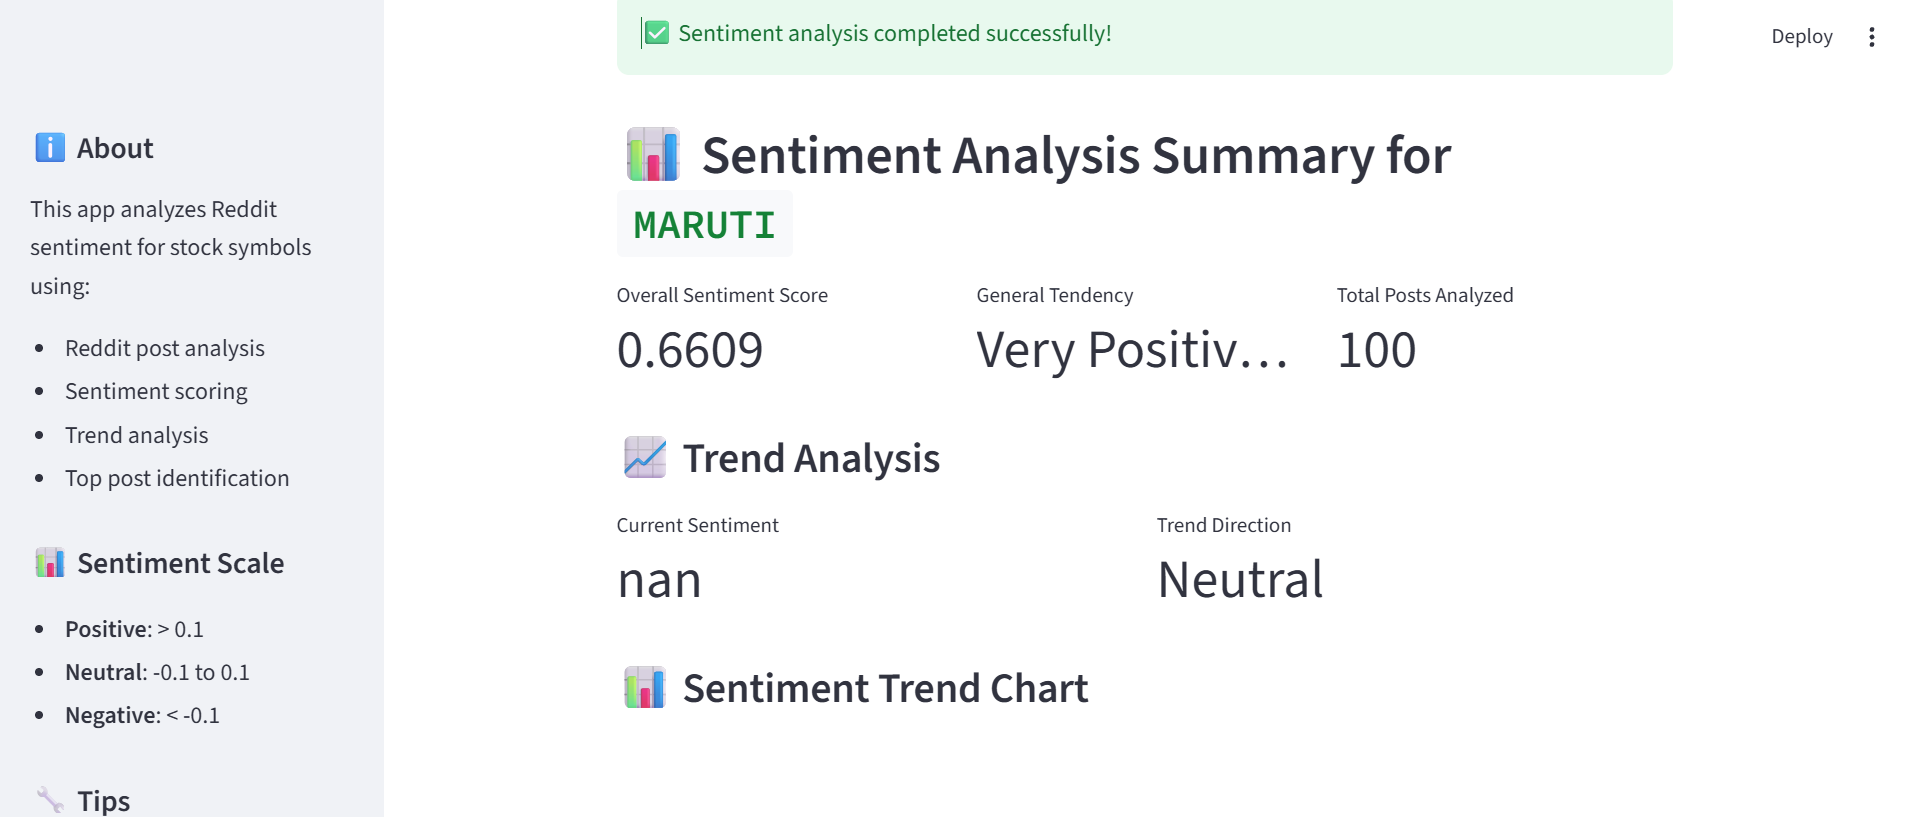 ✅ Sentiment analysis completed successfully!
Deploy
About
This app analyzes Reddit
sentiment for stock symbols
using:
• Reddit post analysis
• Sentiment scoring
• Trend analysis
• Top post identification
Sentiment Scale
• Positive: > 0.1
• Neutral: -0.1 to 0.1
• Negative: < -0.1
Tips
Sentiment Analysis Summary for
MARUTI
Overall Sentiment Score
0.6609
General Tendency
Very Positiv...
Total Posts Analyzed
100
Trend Analysis
Current Sentiment
nan
Trend Direction
Neutral
Sentiment Trend Chart